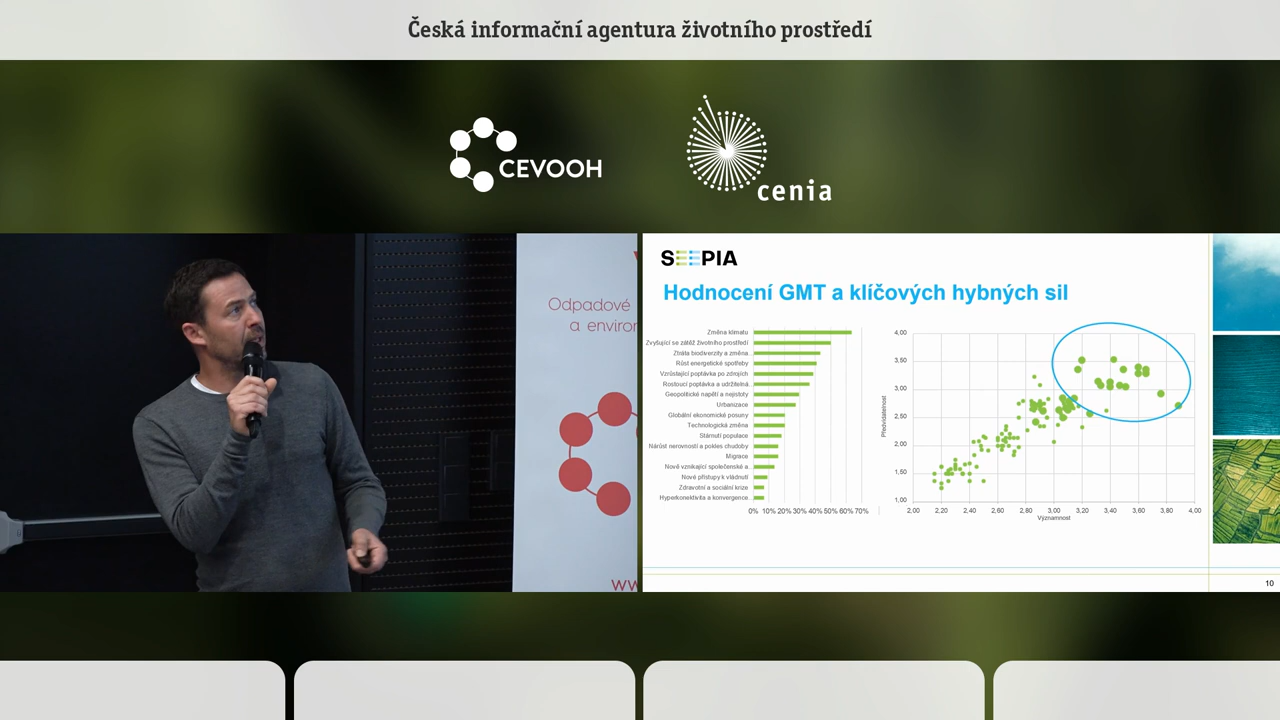 Česká informační agentura životního prostředí
CEVOOH
cenia
Odpadové
a environ
ww
SEEPIA
Hodnocení GMT a klíčových hybných sil
Změna klimatu
Zvyšující se zátěž životního prostředí
Ztráta biodiverzity a změna...
Růst energetické spotřeby
Vzrůstající poptávka po zdrojích
Rostoucí poptávka a udržitelná...
Geopolitické napětí a nejistoty
Urbanizace
Globální ekonomické posuny
Technologická změna
Stárnutí populace
Nárůst nerovností a pokles chudoby
Migrace
Nově vznikající společenské a...
Nové přístupy k vládnutí
Zdravotní a sociální krize
Hyperkonektivita a konvergence...
0% 10% 20% 30% 40% 50% 60% 70%
4,00
3,50
3,00
2,50
2,00
1,50
1,00
Předvídatelnost
2,00 2,20 2,40 2,60 2,80 3,00 3,20 3,40 3,60 3,80 4,00
Významnost
10